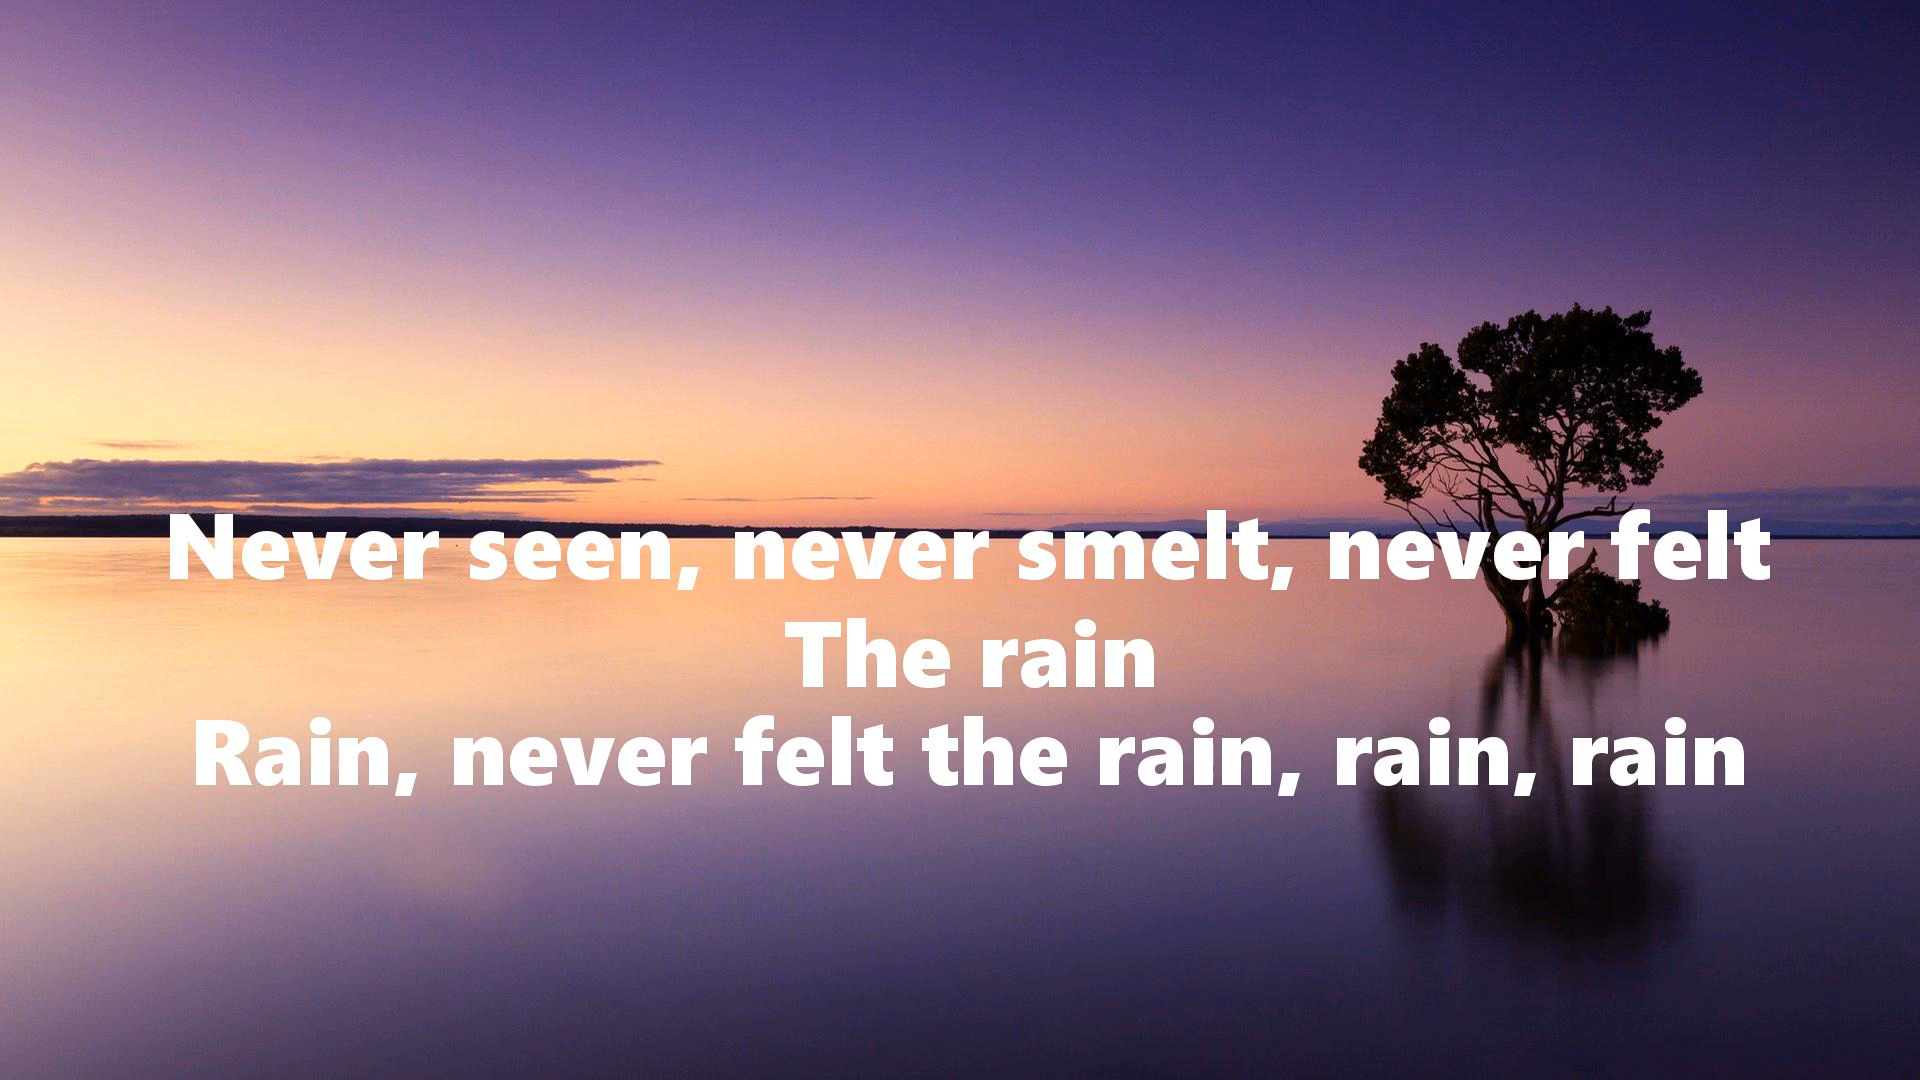 Never seen, never smelt, never felt
The rain
Rain, never felt the rain, rain, rain